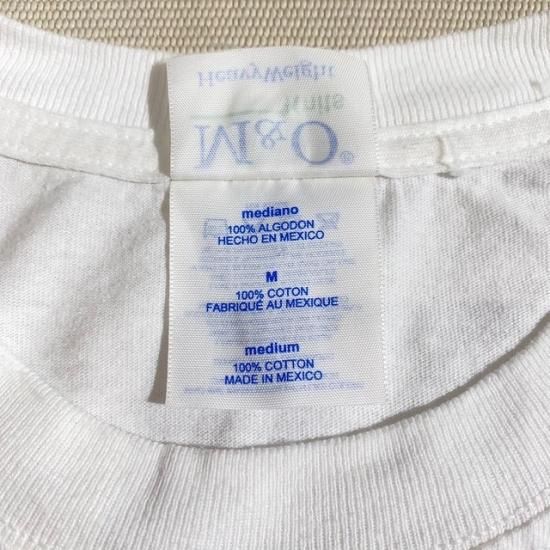 HeavyWeight
knits
M&O®
mediano
100% ALGODON
HECHO EN MEXICO
M
100% COTON
FABRIQUÉ AU MEXIQUE
medium
100% COTTON
MADE IN MEXICO